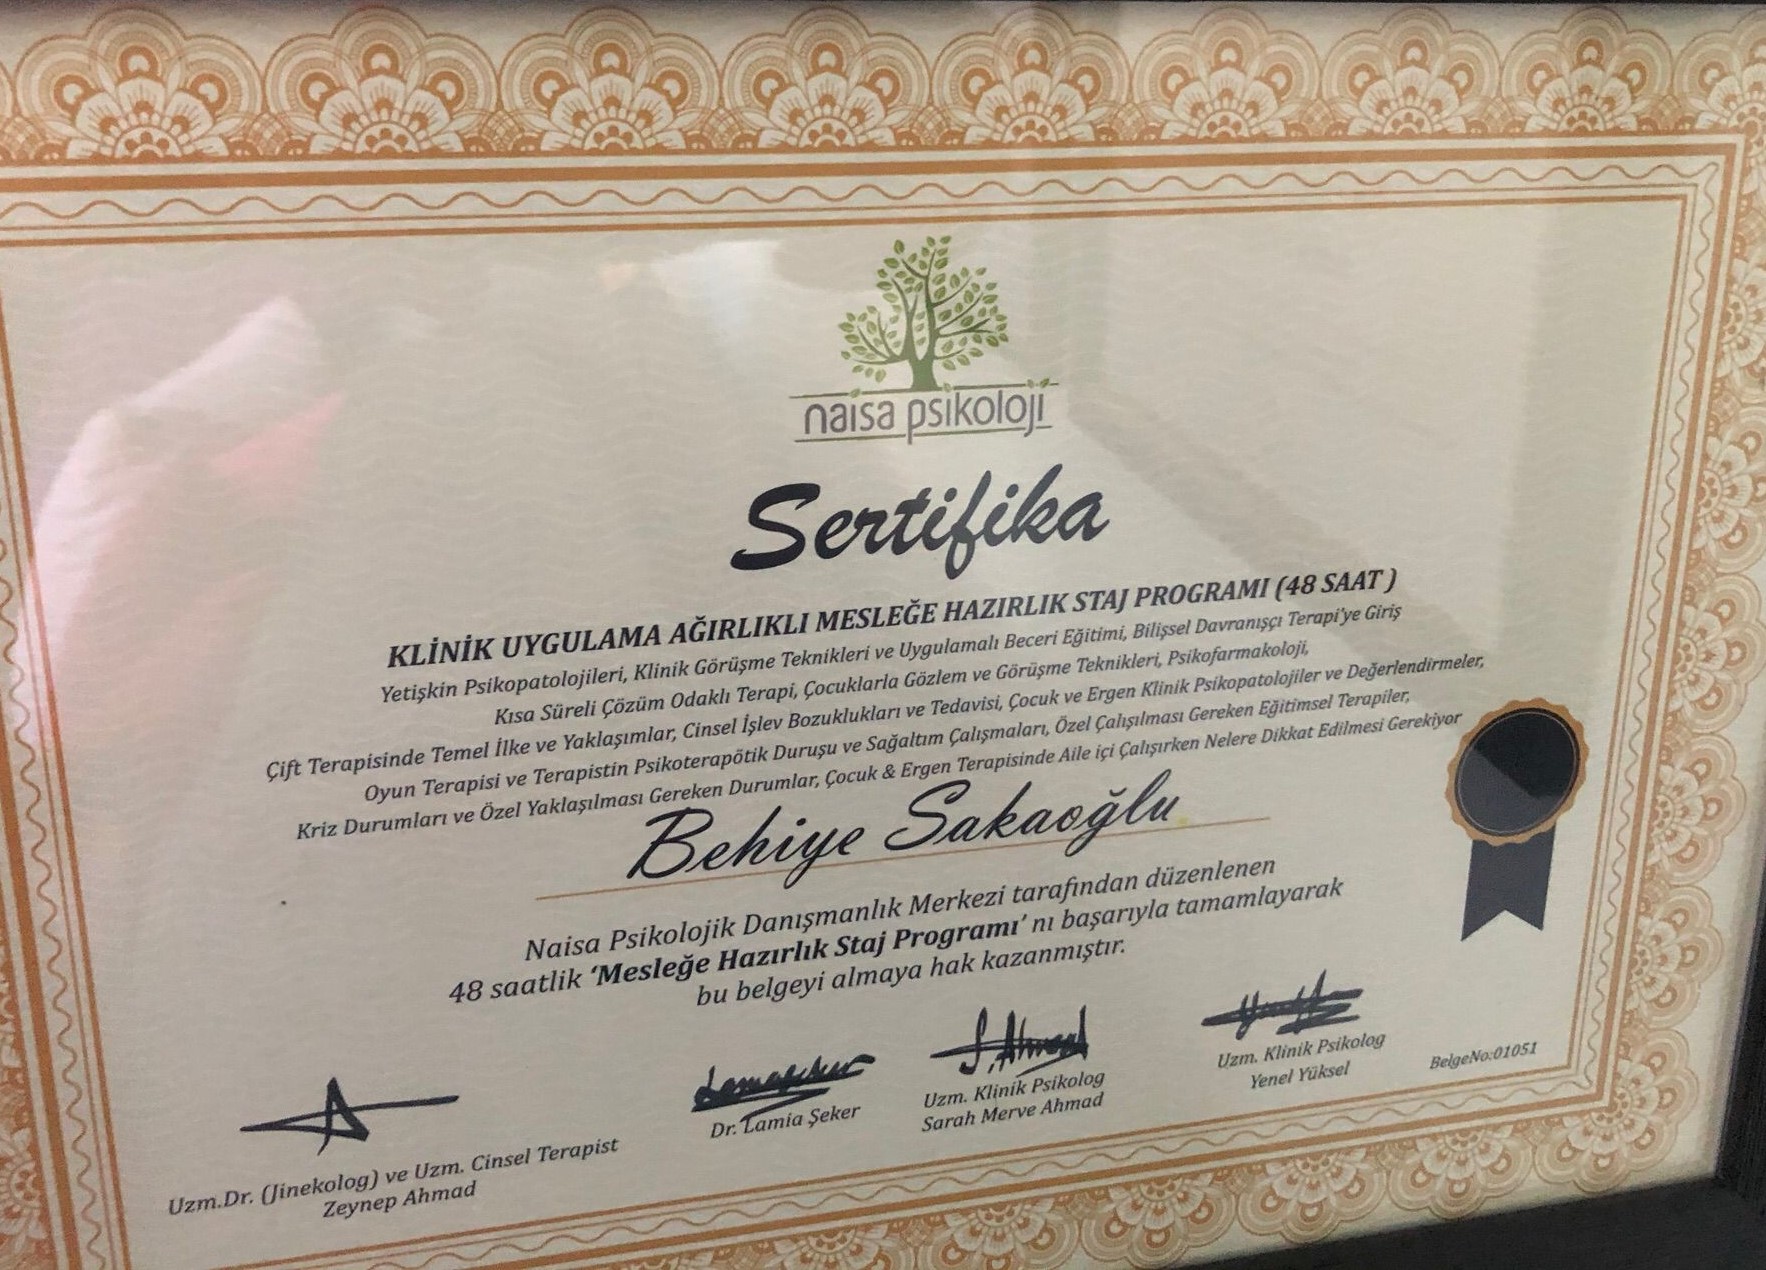 naisa psikoloji
Sertifika
KLİNİK UYGULAMA AĞIRLIKLI MESLEĞE HAZIRLIK STAJ PROGRAMI (48 SAAT )
Yetişkin Psikopatolojileri, Klinik Görüşme Teknikleri ve Uygulamalı Beceri Eğitimi, Bilişsel Davranışçı Terapi'ye Giriş
Kısa Süreli Çözüm Odaklı Terapi, Çocuklarla Gözlem ve Görüşme Teknikleri, Psikofarmakoloji,
Çift Terapisinde Temel İlke ve Yaklaşımlar, Cinsel İşlev Bozuklukları ve Tedavisi, Çocuk ve Ergen Klinik Psikopatolojiler ve Değerlendirmeler,
Oyun Terapisi ve Terapistin Psikoterapötik Duruşu ve Sağaltım Çalışmaları, Özel Çalışılması Gereken Eğitimsel Terapiler,
Kriz Durumları ve Özel Yaklaşılması Gereken Durumlar, Çocuk & Ergen Terapisinde Aile içi Çalışırken Nelere Dikkat Edilmesi Gerekiyor
Behiye Sakaoğlu
Naisa Psikolojik Danışmanlık Merkezi tarafından düzenlenen
48 saatlik ‘Mesleğe Hazırlık Staj Programı’ nı başarıyla tamamlayarak
bu belgeyi almaya hak kazanmıştır.
Uzm.Dr. (Jinekolog) ve Uzm. Cinsel Terapist
Zeynep Ahmad
Dr. Lamia Şeker
S. Ahmad
Uzm. Klinik Psikolog
Sarah Merve Ahmad
Uzm. Klinik Psikolog
Yenel Yüksel
BelgeNo:01051